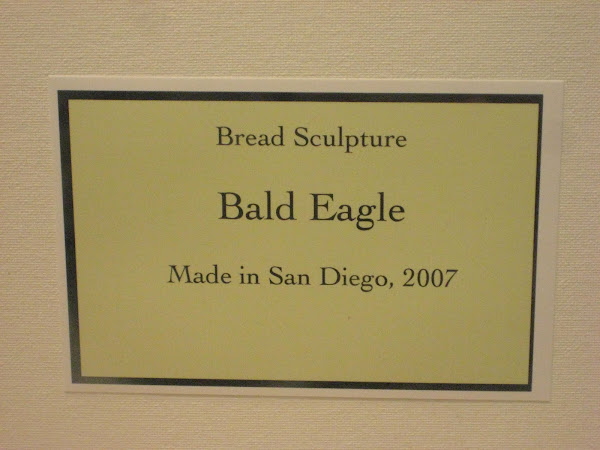 Bread Sculpture
Bald Eagle
Made in San Diego, 2007